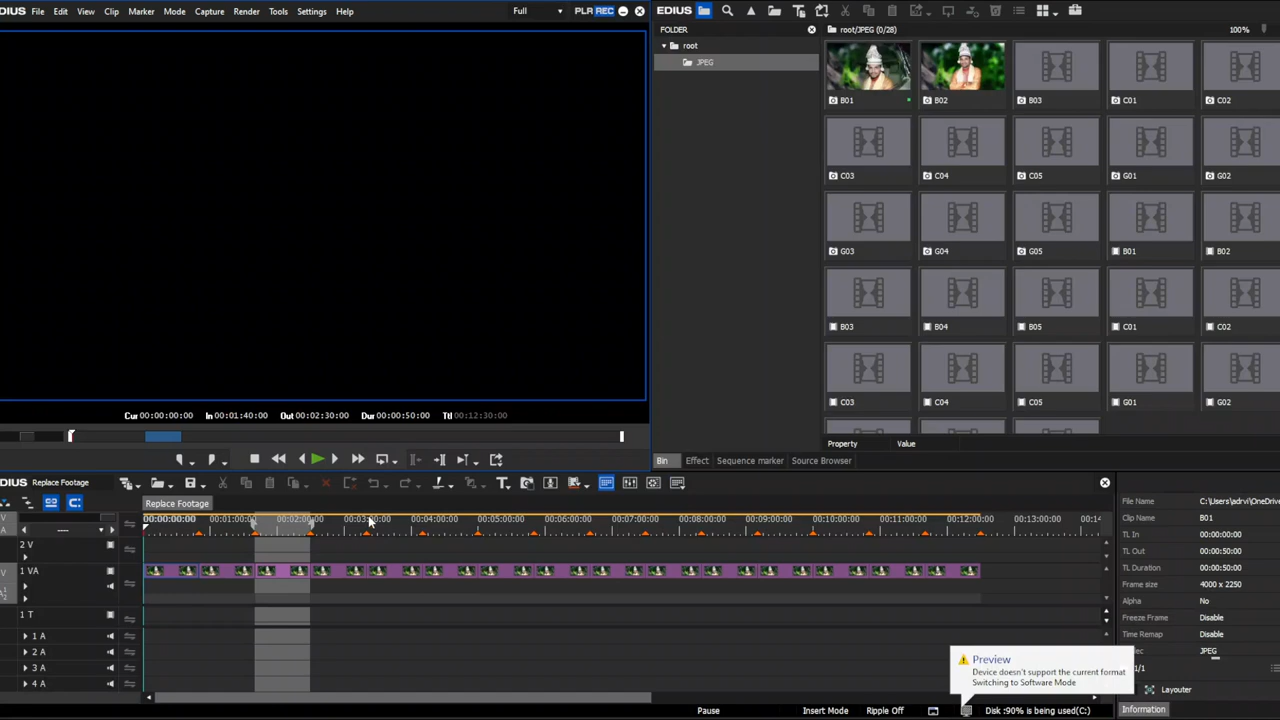 DIUS File Edit View Clip Marker Mode Capture Render Tools Settings Help Full PLR REC
EDIUS
FOLDER
root
JPEG
root/JPEG (0/28) 100%
B01 B02 B03 C01 C02
C03 C04 C05 G01 G02
G03 G04 G05 B01 B02
B03 B04 B05 C01 C02
C03 C04 C05 G01 G02
Property Value
Bin Effect Sequence marker Source Browser
Cur 00:00:00:00 In 00:01:40:00 Out 00:02:30:00 Dur 00:00:50:00 Ttl 00:12:30:00
DIUS Replace Footage
Replace Footage
00:00:00:00 00:01:00:00 00:02:00:00 00:03:00:00 00:04:00:00 00:05:00:00 00:06:00:00 00:07:00:00 00:08:00:00 00:09:00:00 00:10:00:00 00:11:00:00 00:12:00:00 00:13:00:00 00:14
2 V
1 VA
1 T
1 A
2 A
3 A
4 A
File Name C:\Users\adrvi\OneDriv
Clip Name B01
TL In 00:00:00:00
TL Out 00:00:50:00
TL Duration 00:00:50:00
Frame size 4000 x 2250
Alpha No
Freeze Frame Disable
Time Remap Disable
ec JPEG
1/1
Layouter
Information
Preview
Device doesn't support the current format
Switching to Software Mode
Pause Insert Mode Ripple Off Disk :90% is being used(C:)